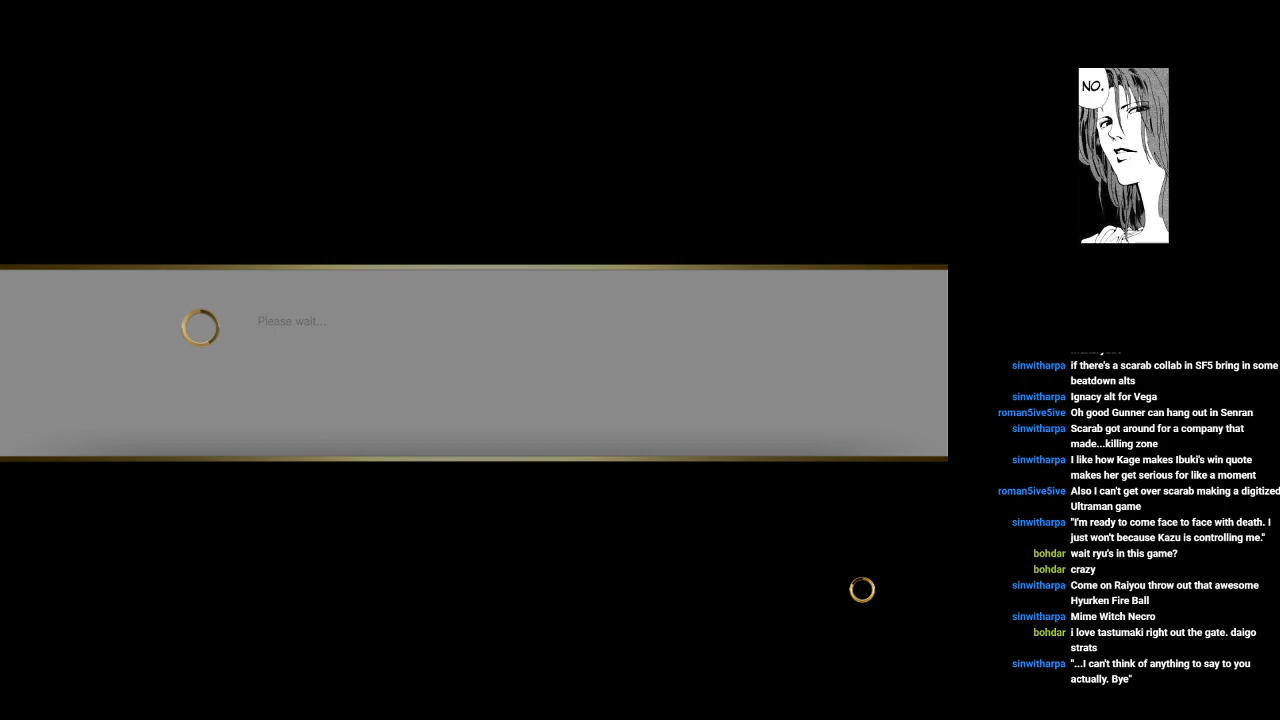 NO.
Please wait...
sinwitharpa if there's a scarab collab in SF5 bring in some
beatdown alts
sinwitharpa Ignacy alt for Vega
roman5ive5ive Oh good Gunner can hang out in Senran
sinwitharpa Scarab got around for a company that
made...killing zone
sinwitharpa I like how Kage makes Ibuki's win quote
makes her get serious for like a moment
roman5ive5ive Also I can't get over scarab making a digitized
Ultraman game
sinwitharpa "I'm ready to come face to face with death. I
just won't because Kazu is controlling me."
bohdar wait ryu's in this game?
bohdar crazy
sinwitharpa Come on Raiyou throw out that awesome
Hyurken Fire Ball
sinwitharpa Mime Witch Necro
bohdar i love tastumaki right out the gate. daigo
strats
sinwitharpa "...I can't think of anything to say to you
actually. Bye"